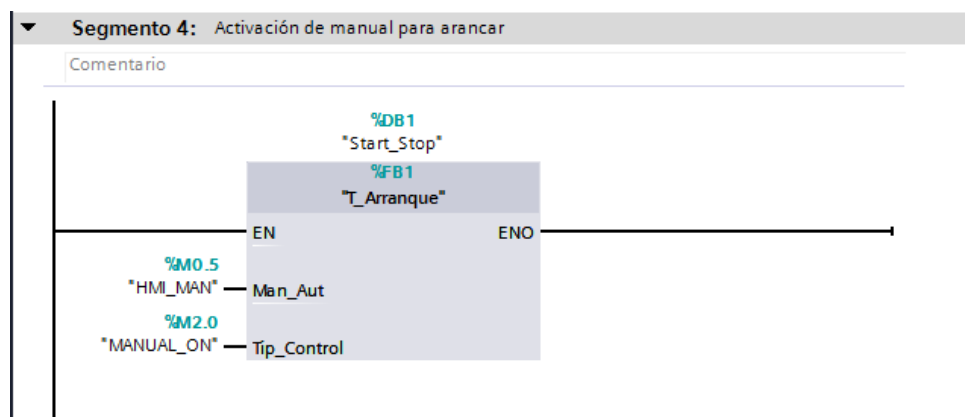 Segmento 4: Activación de manual para arancar
Comentario
%DB1
"Start_Stop"
%FB1
"T_Arranque"
EN ENO
%M0.5
"HMI_MAN" Man_Aut
%M2.0
"MANUAL_ON" Tip_Control